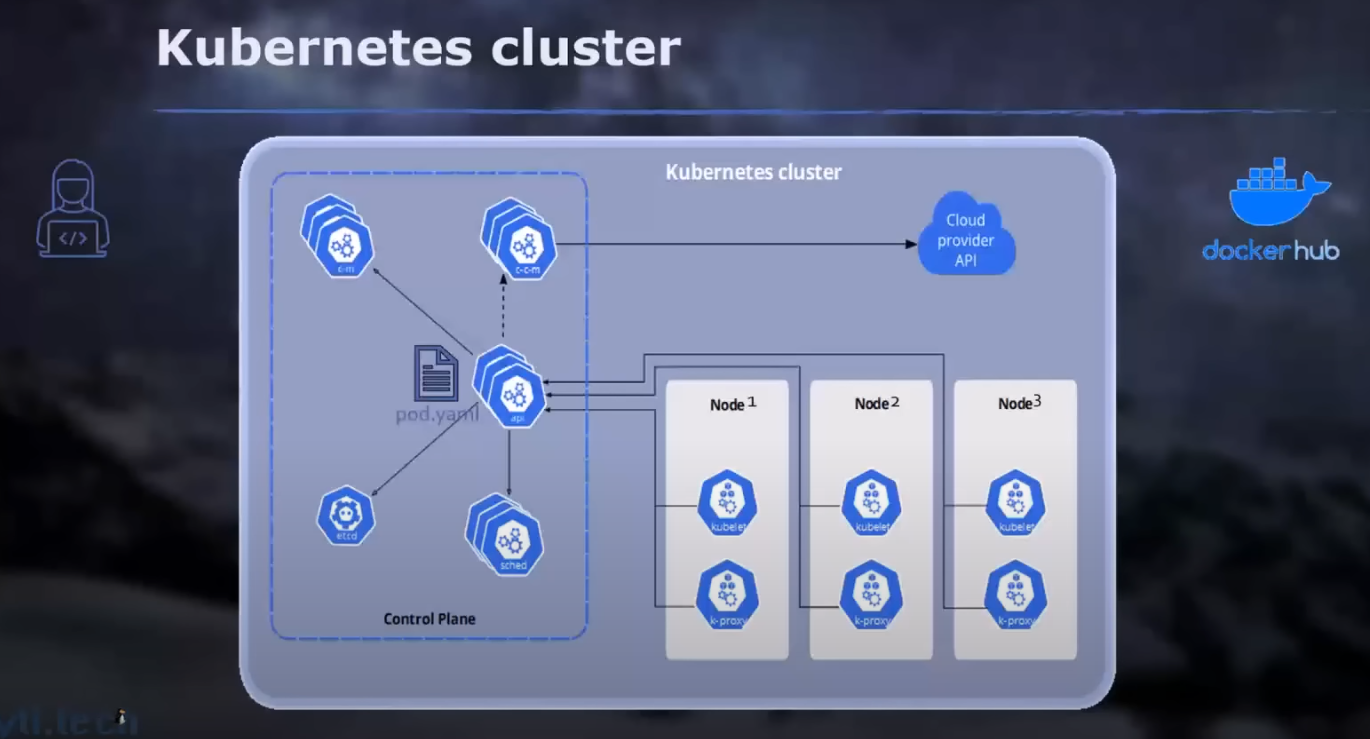 Kubernetes cluster
Kubernetes cluster
Cloud
provider
API
c-m
c-c-m
</>
docker hub
pod.yaml
api
Node 1
Node 2
Node 3
etcd
sched
kubelet
kubelet
kubelet
k-proxy
k-proxy
k-proxy
Control Plane